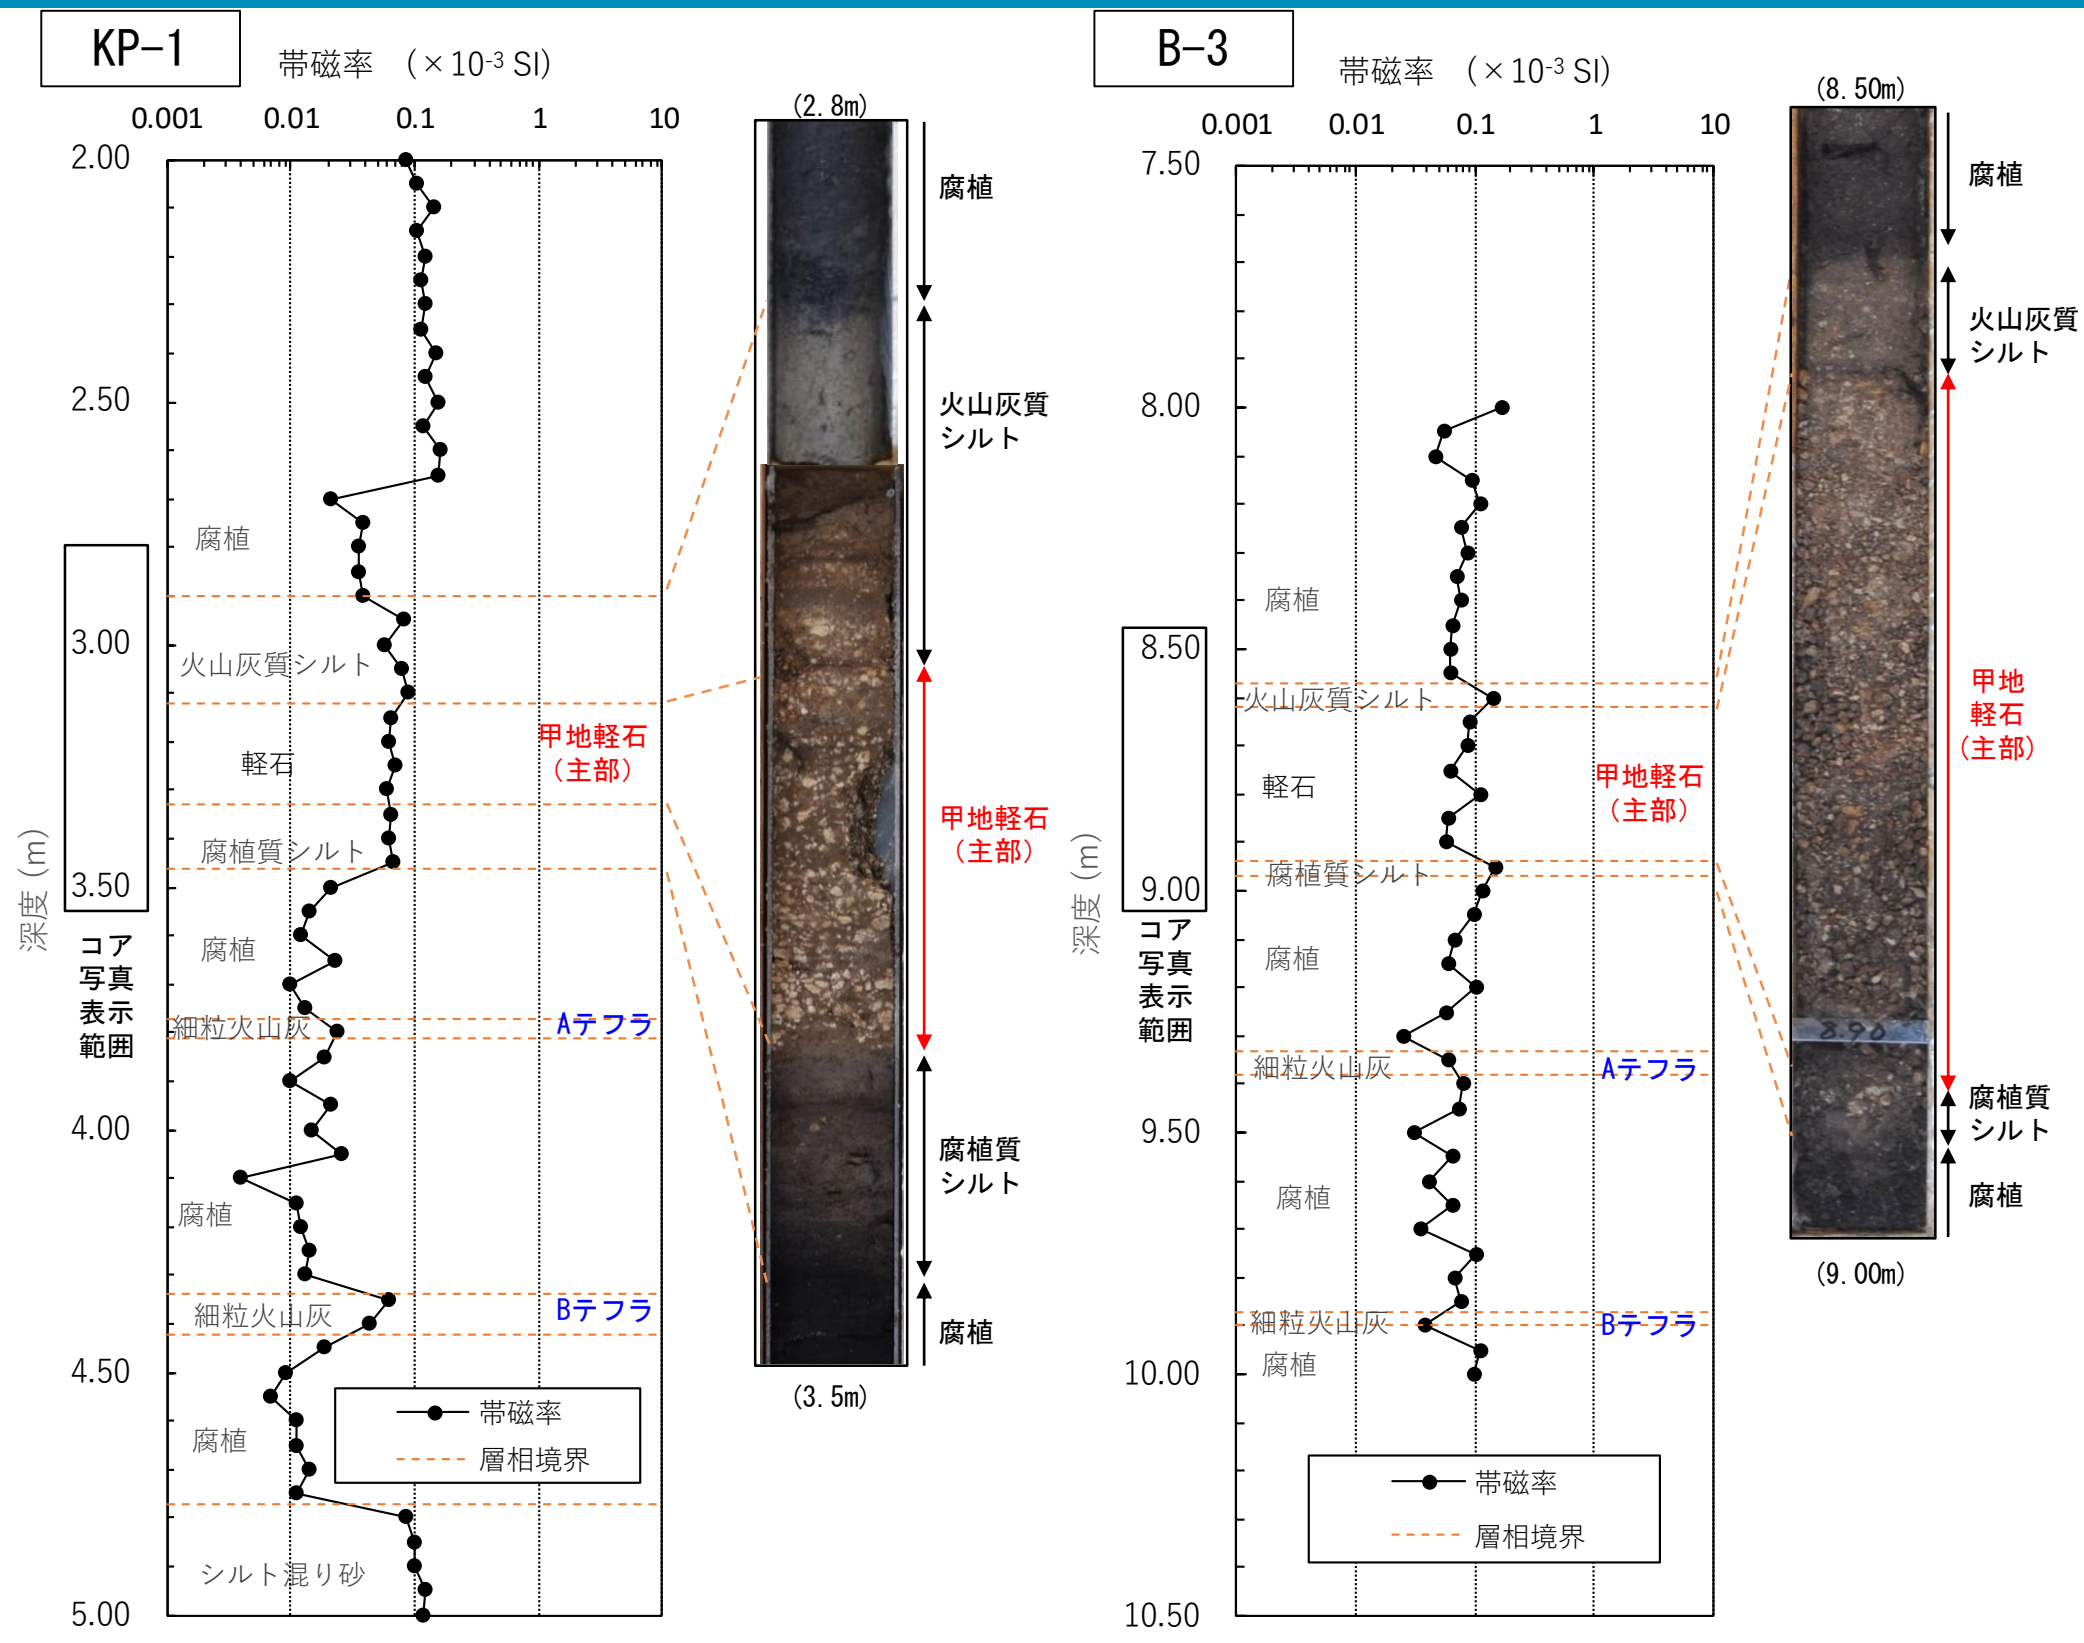 KP-1
帯磁率 (×10-3 SI)
0.001 0.01 0.1 1 10
2.00
2.50
3.00
3.50
4.00
4.50
5.00
深度 (m)
コア
写真
表示
範囲
腐植
火山灰質シルト
軽石
甲地軽石
(主部)
腐植質シルト
腐植
細粒火山灰
Aテフラ
腐植
細粒火山灰
Bテフラ
腐植
シルト混り砂
帯磁率
層相境界
(2.8m)
腐植
火山灰質
シルト
甲地軽石
(主部)
腐植質
シルト
腐植
(3.5m)
B-3
帯磁率 (×10-3 SI)
0.001 0.01 0.1 1 10
7.50
8.00
8.50
9.00
9.50
10.00
10.50
深度 (m)
コア
写真
表示
範囲
腐植
火山灰質シルト
軽石
甲地軽石
(主部)
腐植質シルト
腐植
細粒火山灰
Aテフラ
腐植
細粒火山灰
Bテフラ
腐植
帯磁率
層相境界
(8.50m)
腐植
火山灰質
シルト
甲地
軽石
(主部)
8.90
腐植質
シルト
腐植
(9.00m)